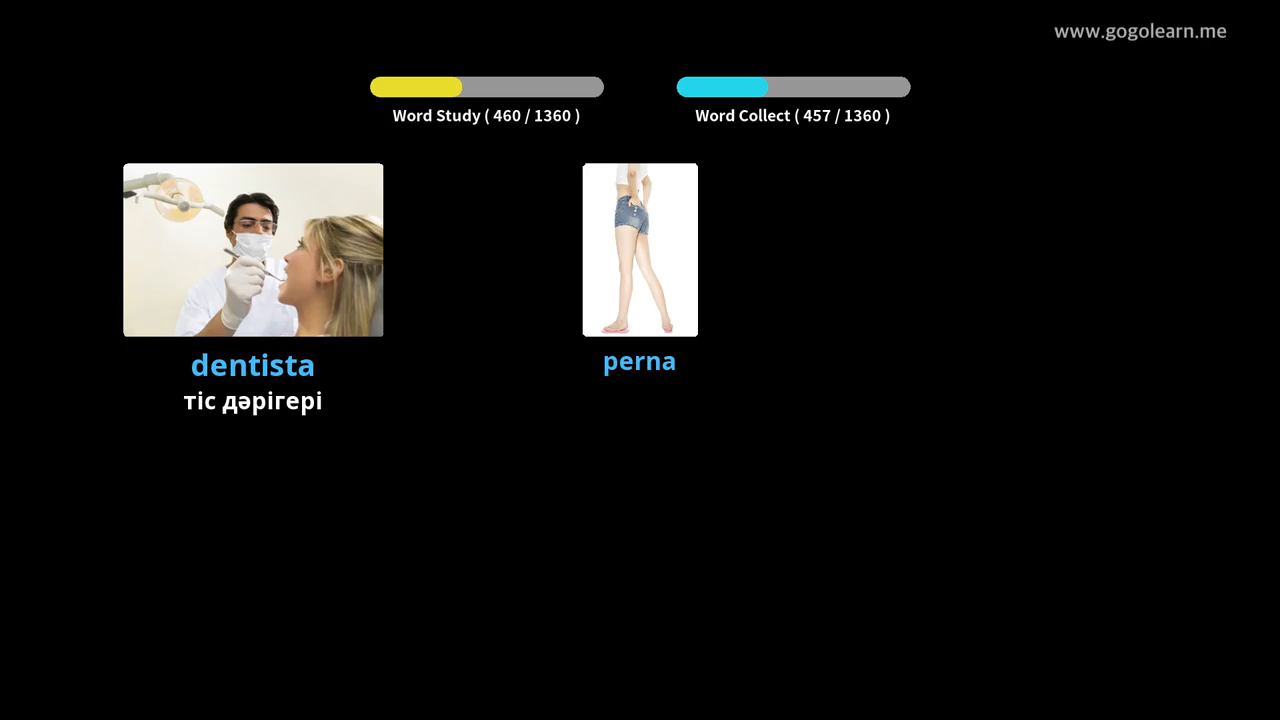 www.gogolearn.me
Word Study ( 460 / 1360 )
Word Collect ( 457 / 1360 )
dentista
тіс дәрігері
perna